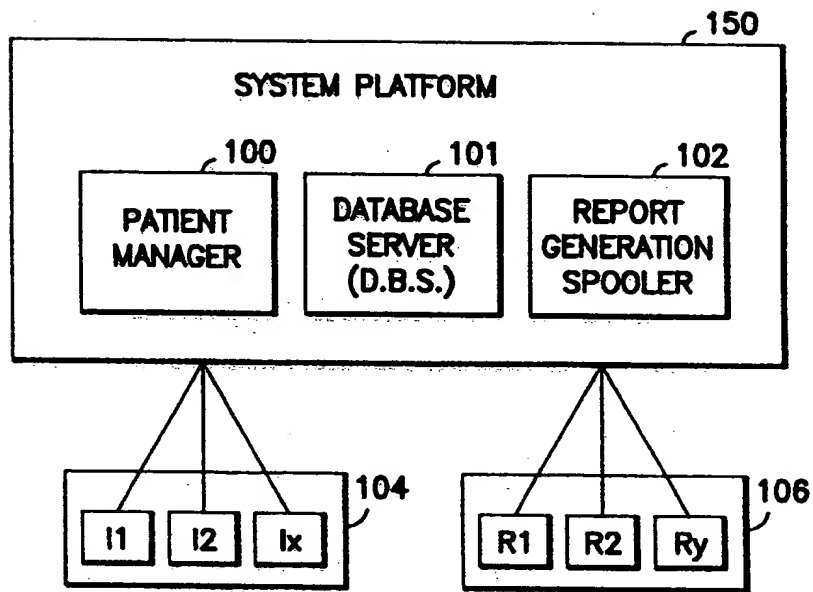 150
SYSTEM PLATFORM
100
101
102
PATIENT
MANAGER
DATABASE
SERVER
(D.B.S.)
REPORT
GENERATION
SPOOLER
104
106
I1
I2
Ix
R1
R2
Ry